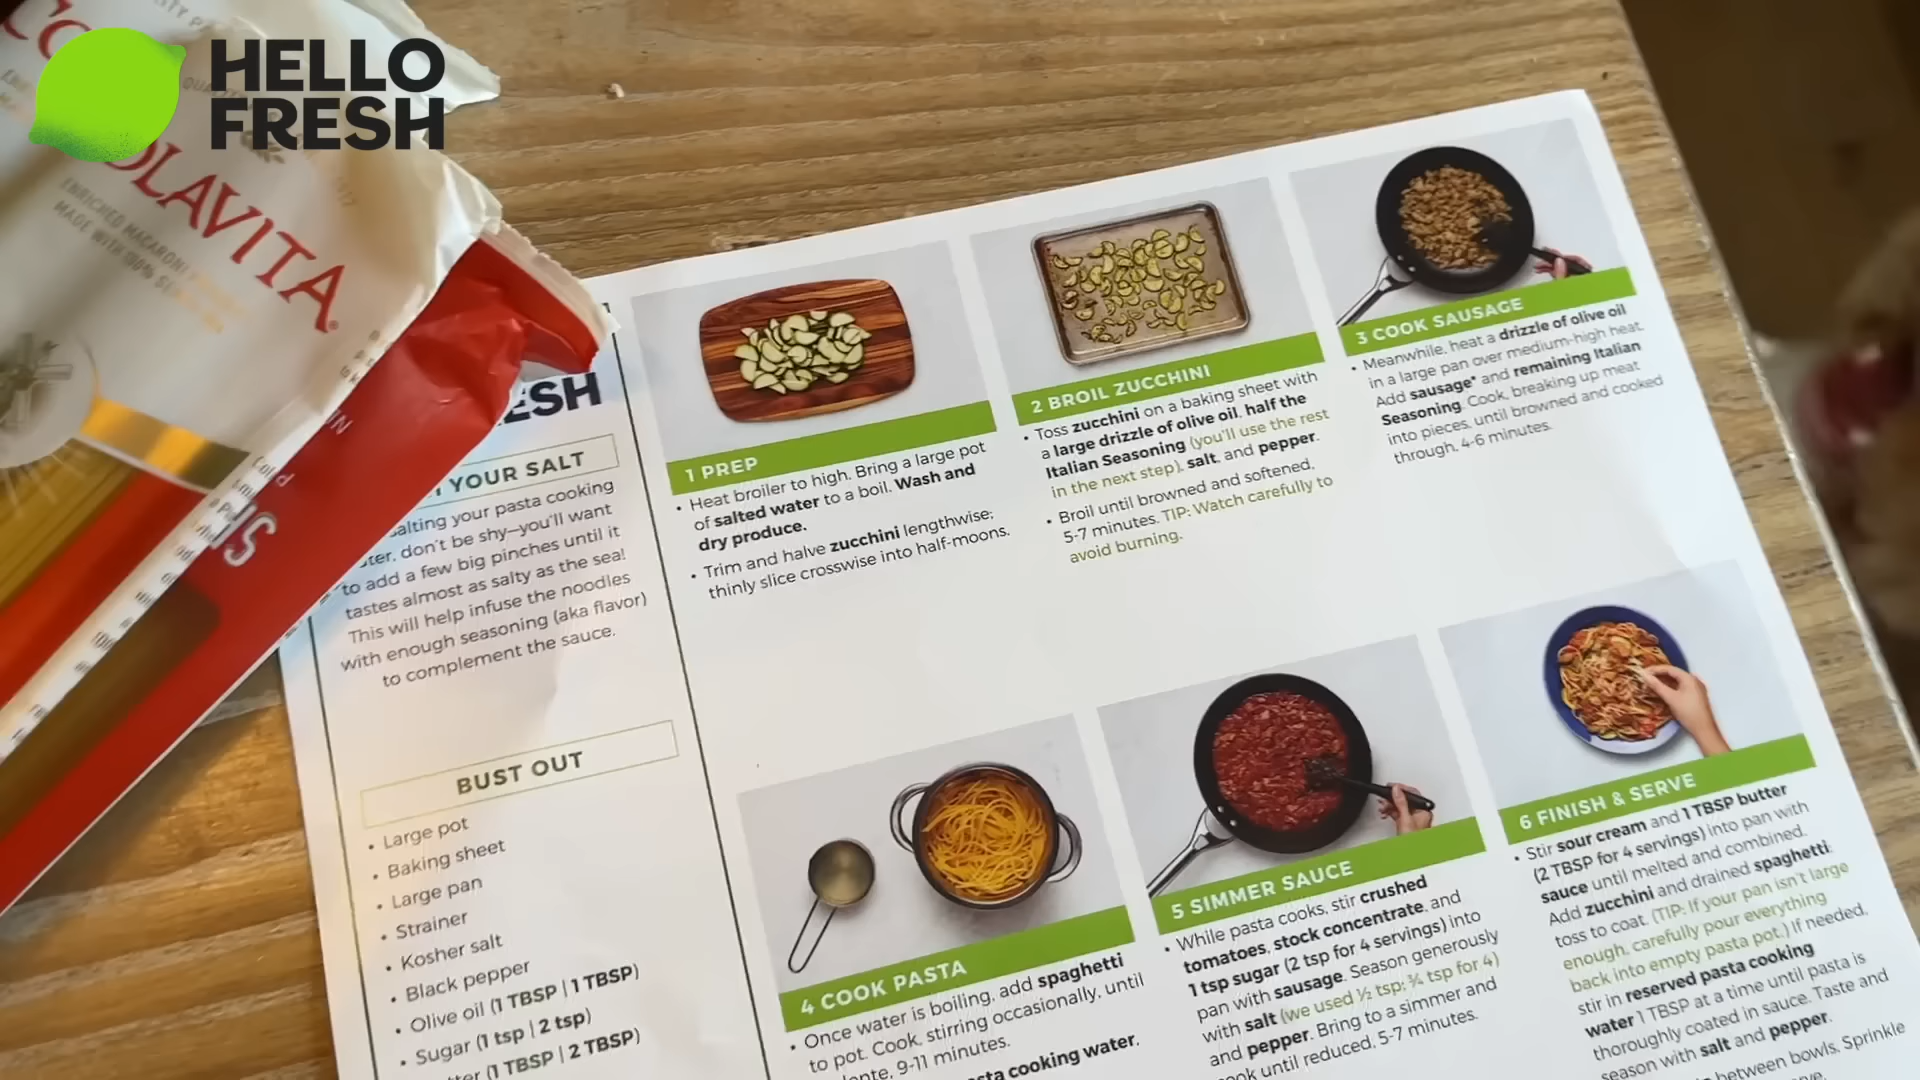 HELLO
FRESH
COLAVITA
ENRICHED MACARONI
MADE WITH 100%
ESH
YOUR SALT
salting your pasta cooking
don't be shy—you'll want
to add a few big pinches until it
tastes almost as salty as the sea!
This will help infuse the noodles
with enough seasoning (aka flavor)
to complement the sauce.
BUST OUT
• Large pot
• Baking sheet
• Large pan
• Strainer
• Kosher salt
• Black pepper
• Olive oil (1 TBSP | 1 TBSP)
• Sugar (1 tsp | 2 tsp)
(1 TBSP | 2 TBSP)
1 PREP
• Heat broiler to high. Bring a large pot
of salted water to a boil. Wash and
dry produce.
• Trim and halve zucchini lengthwise;
thinly slice crosswise into half-moons.
2 BROIL ZUCCHINI
• Toss zucchini on a baking sheet with
a large drizzle of olive oil, half the
Italian Seasoning (you'll use the rest
in the next step), salt, and pepper.
• Broil until browned and softened,
5-7 minutes. TIP: Watch carefully to
avoid burning.
3 COOK SAUSAGE
• Meanwhile, heat a drizzle of olive oil
in a large pan over medium-high heat.
Add sausage* and remaining Italian
Seasoning. Cook, breaking up meat
into pieces, until browned and cooked
through, 4-6 minutes.
4 COOK PASTA
• Once water is boiling, add spaghetti
to pot. Cook, stirring occasionally, until
9-11 minutes.
cooking water,
5 SIMMER SAUCE
• While pasta cooks, stir crushed
tomatoes, stock concentrate, and
1 tsp sugar (2 tsp for 4 servings) into
pan with sausage. Season generously
with salt (we used ½ tsp; ¾ tsp for 4)
and pepper. Bring to a simmer and
cook until reduced, 5-7 minutes.
6 FINISH & SERVE
• Stir sour cream and 1 TBSP butter
(2 TBSP for 4 servings) into pan with
sauce until melted and combined.
Add zucchini and drained spaghetti;
toss to coat. (TIP: If your pan isn't large
enough, carefully pour everything
back into empty pasta pot.) If needed,
stir in reserved pasta cooking
water 1 TBSP at a time until pasta is
thoroughly coated in sauce. Taste and
season with salt and pepper.
between bowls. Sprinkle